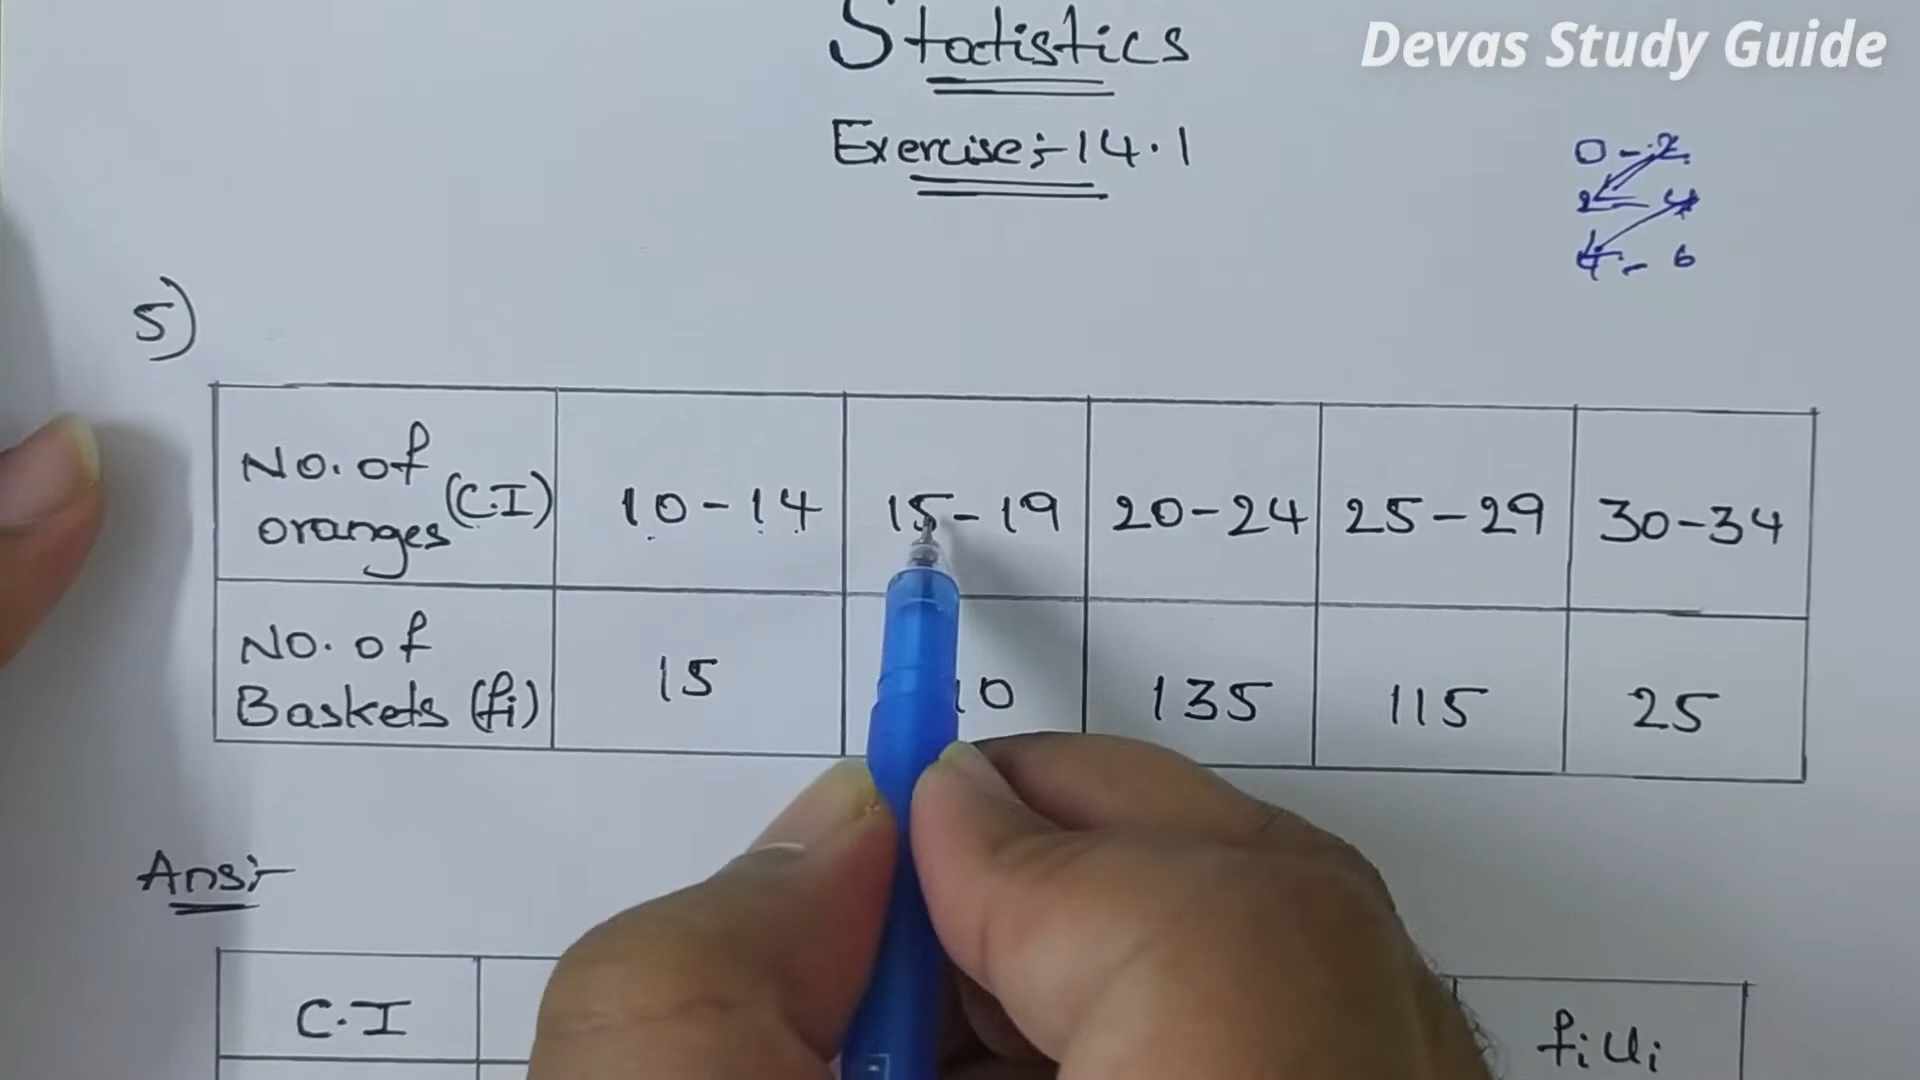 Statistics
Devas Study Guide
Exercise:-14.1
0-2
2-4
4-6
5)
No. of oranges (C.I) 10-14 15-19 20-24 25-29 30-34
No. of Baskets (fi) 15 10 135 115 25
Ans:-
C.I fiui